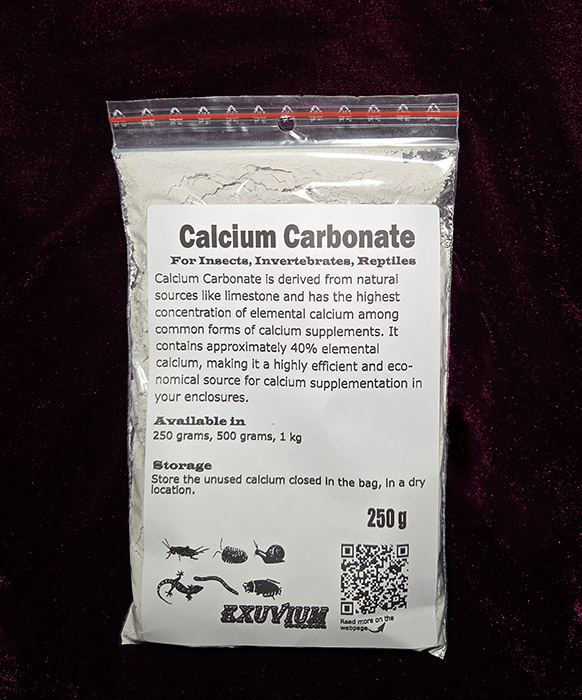 Calcium Carbonate
For Insects, Invertebrates, Reptiles
Calcium Carbonate is derived from natural
sources like limestone and has the highest
concentration of elemental calcium among
common forms of calcium supplements. It
contains approximately 40% elemental
calcium, making it a highly efficient and eco-
nomical source for calcium supplementation in
your enclosures.
Available in
250 grams, 500 grams, 1 kg
Storage
Store the unused calcium closed in the bag, in a dry
location.
250 g
EXUVIUM
Read more on the
webpage